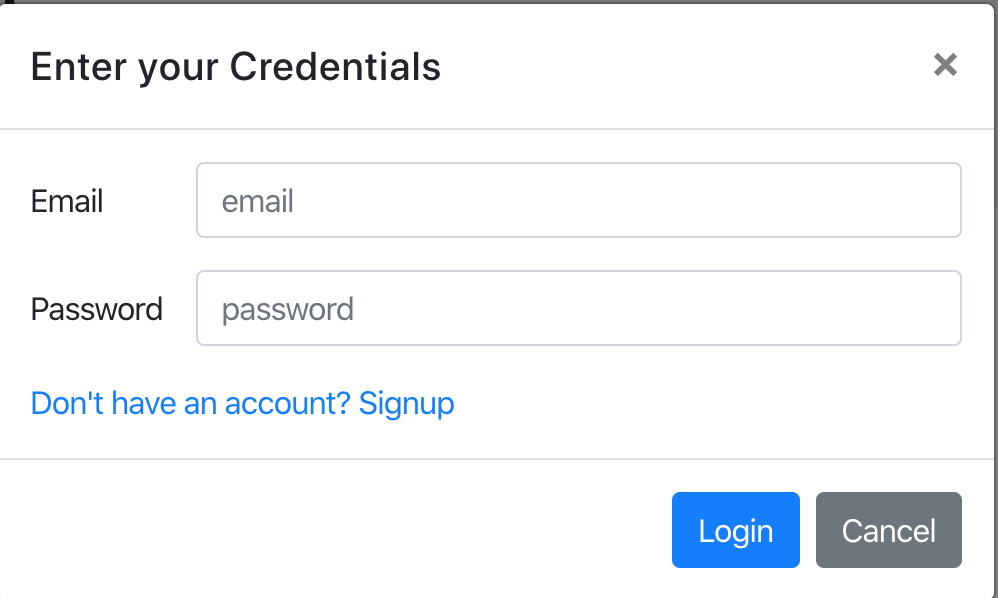 Enter your Credentials ×
Email email
Password password
Don't have an account? Signup
Login Cancel